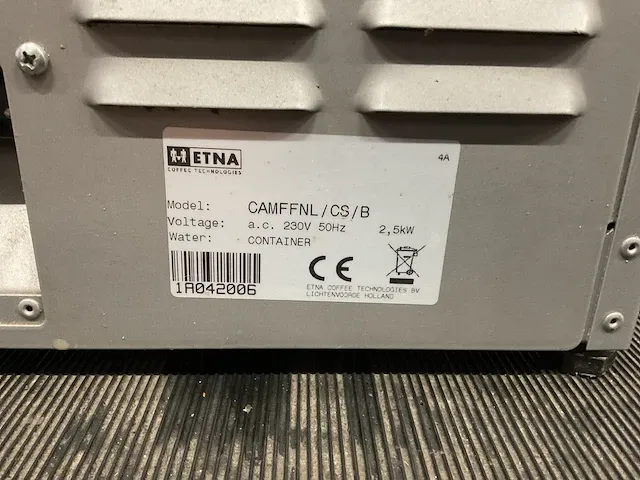 ETNA
COFFEE TECHNOLOGIES
4A
Model: CAMFFNL/CS/B
Voltage: a.c. 230V 50Hz 2,5kW
Water: CONTAINER
1A042006
CE
ETNA COFFEE TECHNOLOGIES BV
LICHTENVOORDE HOLLAND